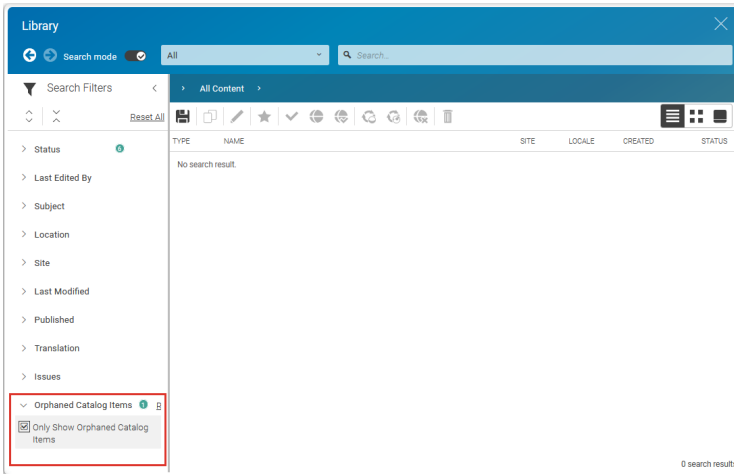 Library
Search mode
All
Search...
Search Filters
All Content
Reset All
TYPE NAME SITE LOCALE CREATED STATUS
No search result.
Status 6
Last Edited By
Subject
Location
Site
Last Modified
Published
Translation
Issues
Orphaned Catalog Items 1 R
Only Show Orphaned Catalog
Items
0 search results